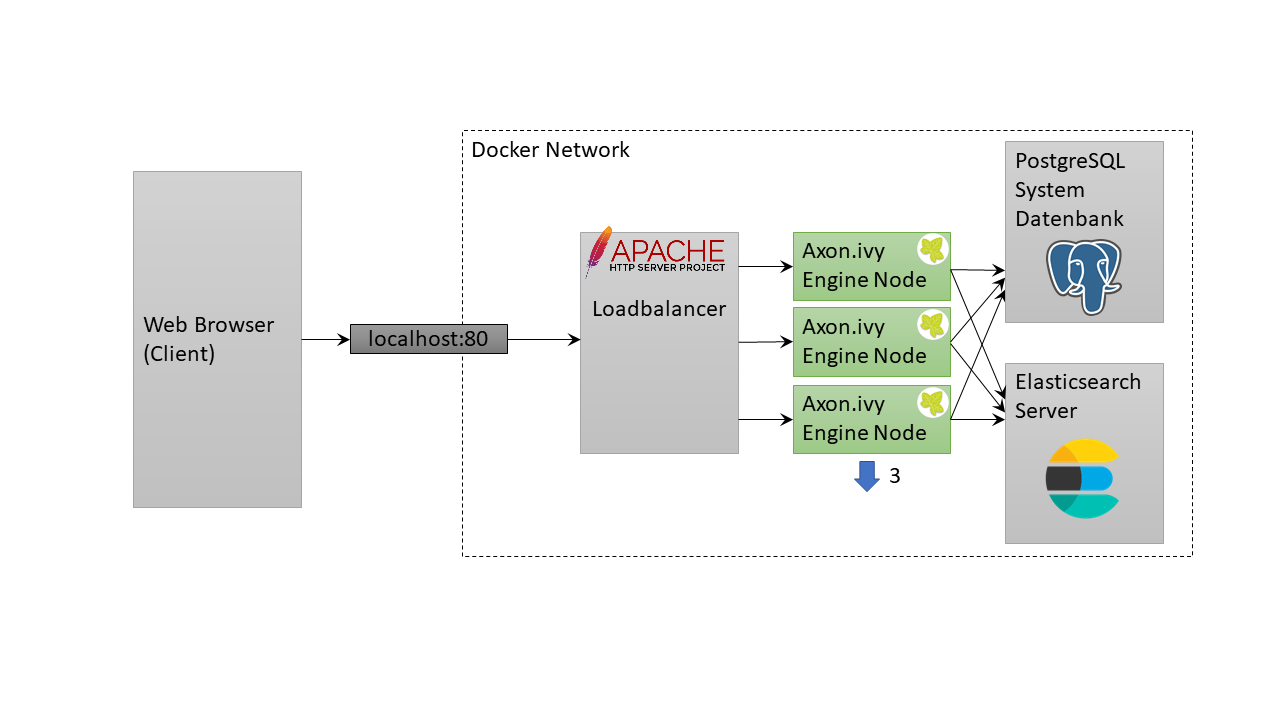 Docker Network
Web Browser
(Client)
localhost:80
APACHE
HTTP SERVER PROJECT
Loadbalancer
Axon.ivy
Engine Node
Axon.ivy
Engine Node
Axon.ivy
Engine Node
3
PostgreSQL
System
Datenbank
Elasticsearch
Server